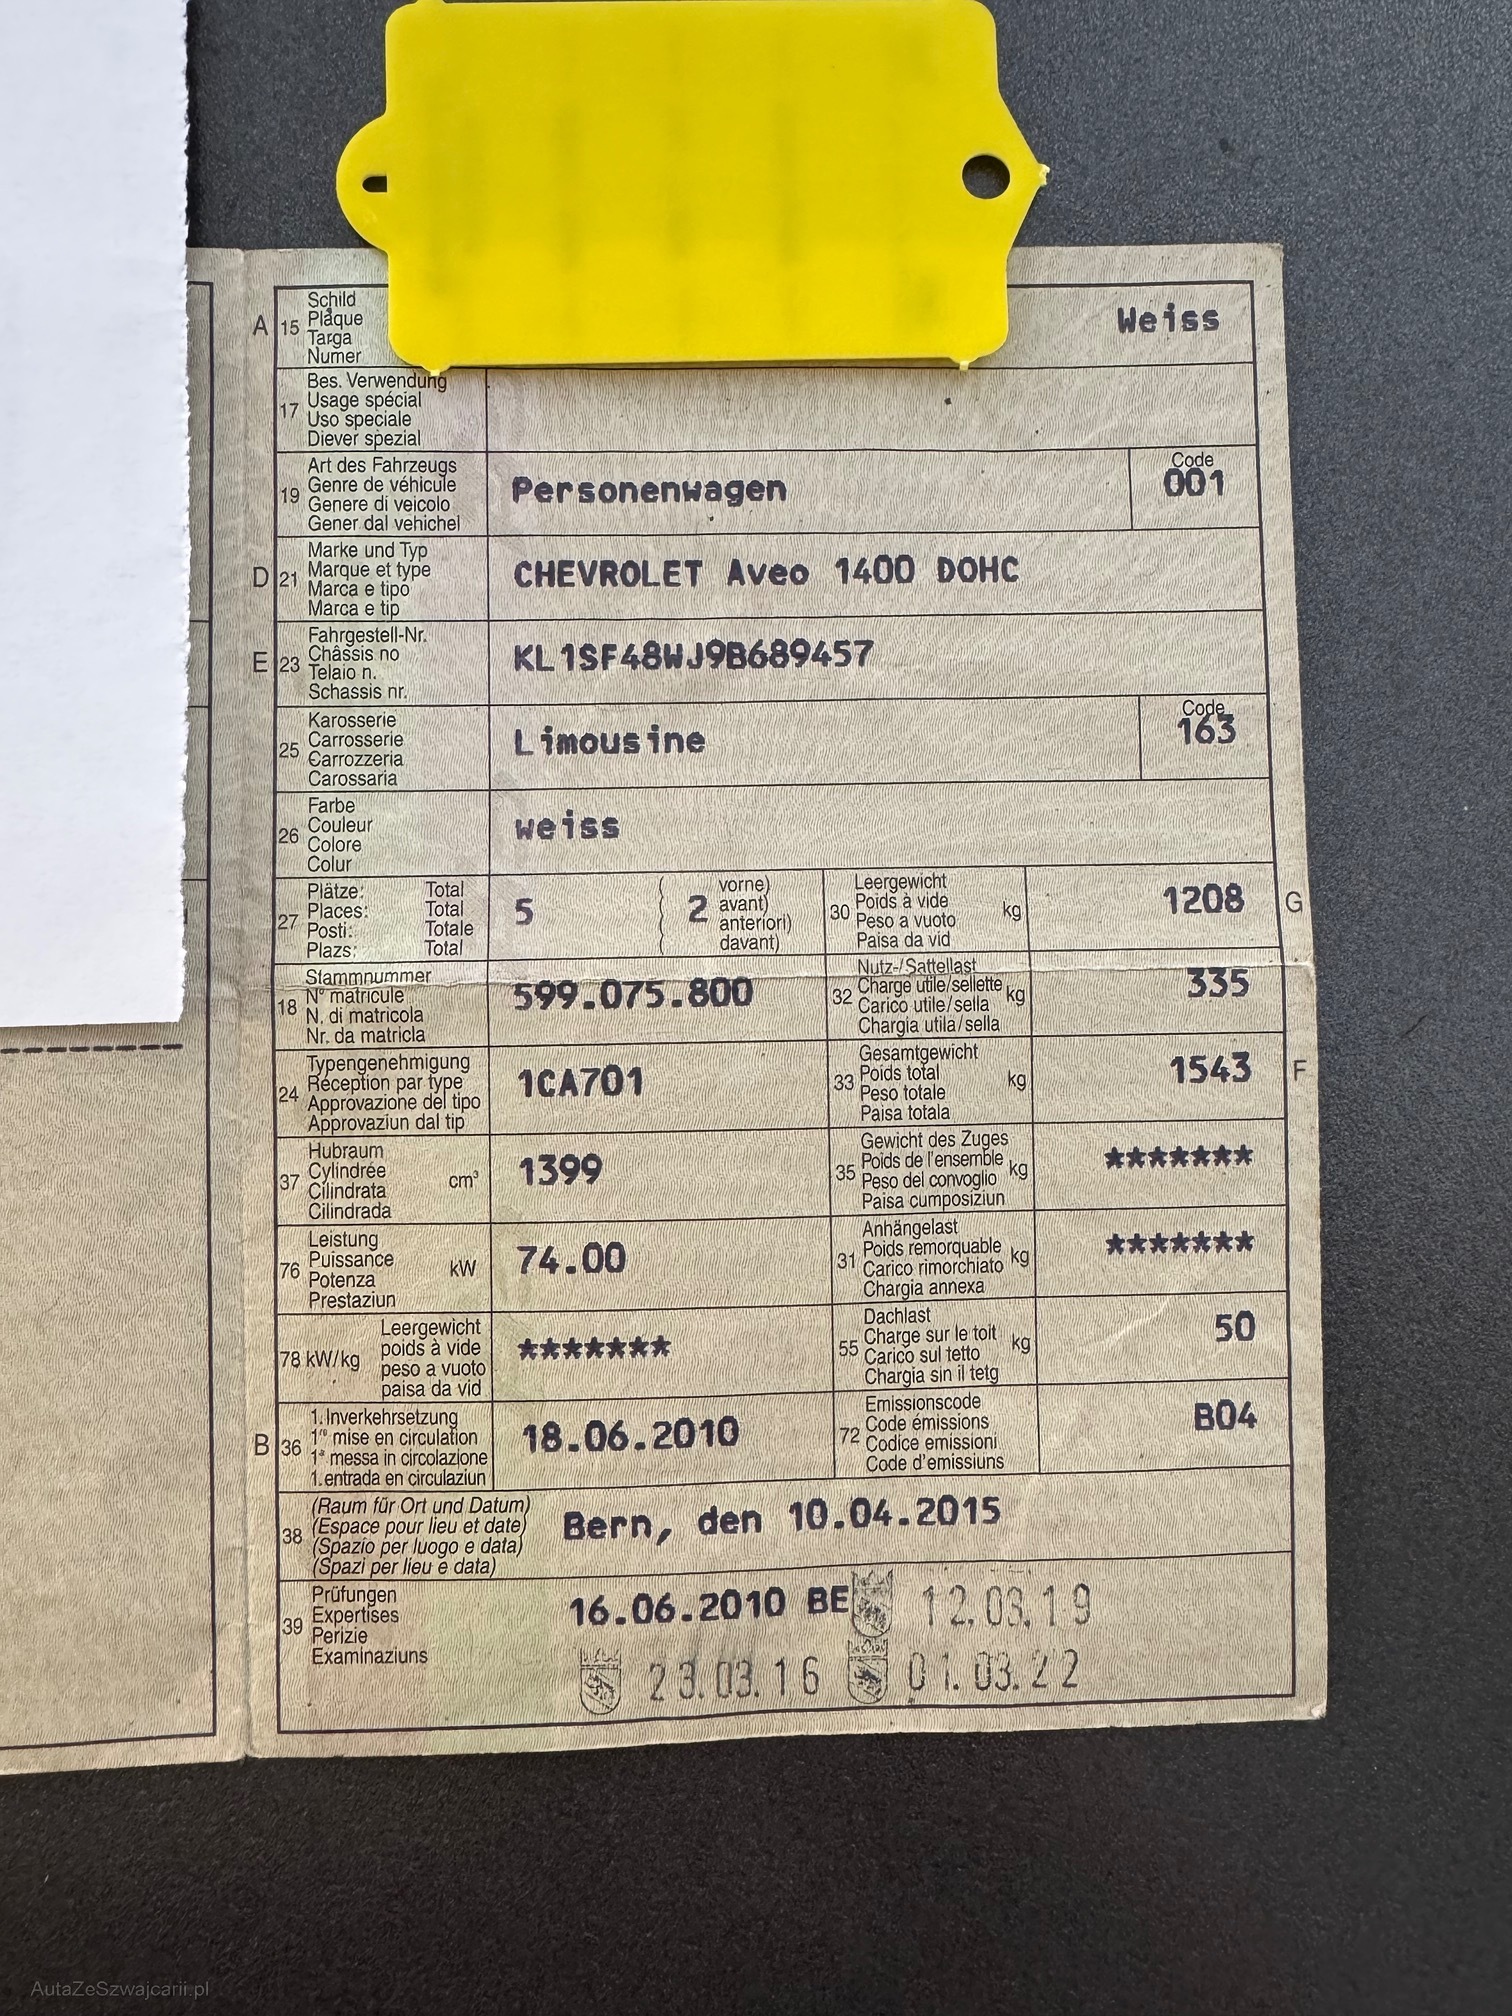 A
15
Schild
Plaque
Targa
Numer
Weiss
17
Bes. Verwendung
Usage spécial
Uso speciale
Diever spezial
19
Art des Fahrzeugs
Genre de véhicule
Genere di veicolo
Gener dal vehichel
Personenwagen
Code
001
D
21
Marke und Typ
Marque et type
Marca e tipo
Marca e tip
CHEVROLET Aveo 1400 DOHC
E
23
Fahrgestell-Nr.
Châssis no
Telaio n.
Schassis nr.
KL1SF48WJ9B689457
25
Karosserie
Carrosserie
Carrozzeria
Carossaria
Limousine
Code
163
26
Farbe
Couleur
Colore
Colur
weiss
27
Plätze: Total
Places: Total
Posti: Totale
Plazs: Total
5
2
vorne)
avant)
anteriori)
davant)
30
Leergewicht
Poids à vide
Peso a vuoto
Paisa da vid
kg
1208
G
18
Stammnummer
N° matricule
N. di matricola
Nr. da matricla
599.075.800
32
Nutz-/Sattellast
Charge utile/sellette
Carico utile/sella
Chargia utila/sella
kg
335
24
Typengenehmigung
Réception par type
Approvazione del tipo
Approvaziun dal tip
1CA701
33
Gesamtgewicht
Poids total
Peso totale
Paisa totala
kg
1543
F
37
Hubraum
Cylindrée
Cilindrata
Cilindrada
cm³
1399
35
Gewicht des Zuges
Poids de l'ensemble
Peso del convoglio
Paisa cumposiziun
kg
*******
76
Leistung
Puissance
Potenza
Prestaziun
kW
74.00
31
Anhängelast
Poids remorquable
Carico rimorchiato
Chargia annexa
kg
*******
78 kW/kg
Leergewicht
poids à vide
peso a vuoto
paisa da vid
*******
55
Dachlast
Charge sur le toit
Carico sul tetto
Chargia sin il tetg
kg
50
B
36
1. Inverkehrsetzung
1re mise en circulation
1a messa in circolazione
1. entrada en circulaziun
18.06.2010
72
Emissionscode
Code émissions
Codice emissioni
Code d'emissiuns
B04
38
(Raum für Ort und Datum)
(Espace pour lieu et date)
(Spazio per luogo e data)
(Spazi per lieu e data)
Bern, den 10.04.2015
39
Prüfungen
Expertises
Perizie
Examinaziuns
16.06.2010 BE
12.03.19
23.03.16
01.03.22
AutaZeSzwajcarii.pl